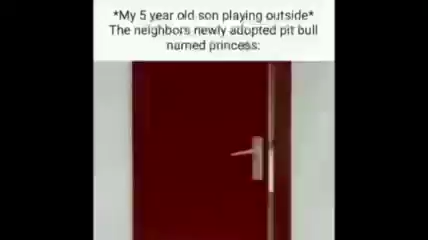 *My 5 year old son playing outside*
The neighbors newly adopted pit bull
named princess: